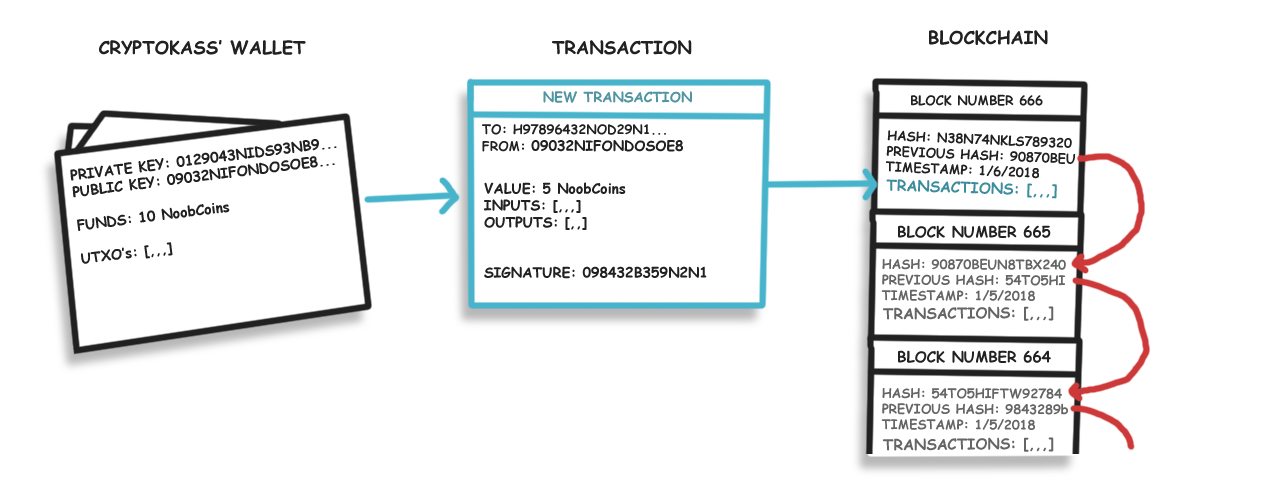 CRYPTOKASS' WALLET
PRIVATE KEY: 0129043NIDS93NB9...
PUBLIC KEY: 09032NIFONDOSOE8...
FUNDS: 10 NoobCoins
UTXO's: [,,,]
TRANSACTION
NEW TRANSACTION
TO: H97896432NOD29N1...
FROM: 09032NIFONDOSOE8
VALUE: 5 NoobCoins
INPUTS: [,,,]
OUTPUTS: [,,]
SIGNATURE: 098432B359N2N1
BLOCKCHAIN
BLOCK NUMBER 666
HASH: N38N74NKLS789320
PREVIOUS HASH: 90870BEU
TIMESTAMP: 1/6/2018
TRANSACTIONS: [,,,]
BLOCK NUMBER 665
HASH: 90870BEUN8TBX240
PREVIOUS HASH: 54TO5HI
TIMESTAMP: 1/5/2018
TRANSACTIONS: [,,,]
BLOCK NUMBER 664
HASH: 54TO5HIFTW92784
PREVIOUS HASH: 9843289b
TIMESTAMP: 1/5/2018
TRANSACTIONS: [,,,]